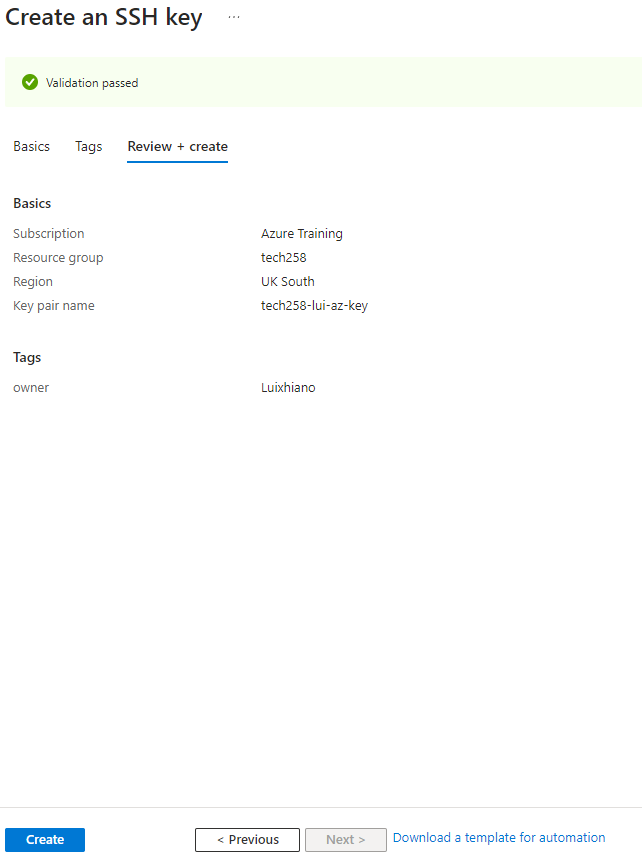 Create an SSH key ...
Validation passed
Basics Tags Review + create
Basics
Subscription Azure Training
Resource group tech258
Region UK South
Key pair name tech258-lui-az-key
Tags
owner Luixhiano
Create < Previous Next > Download a template for automation